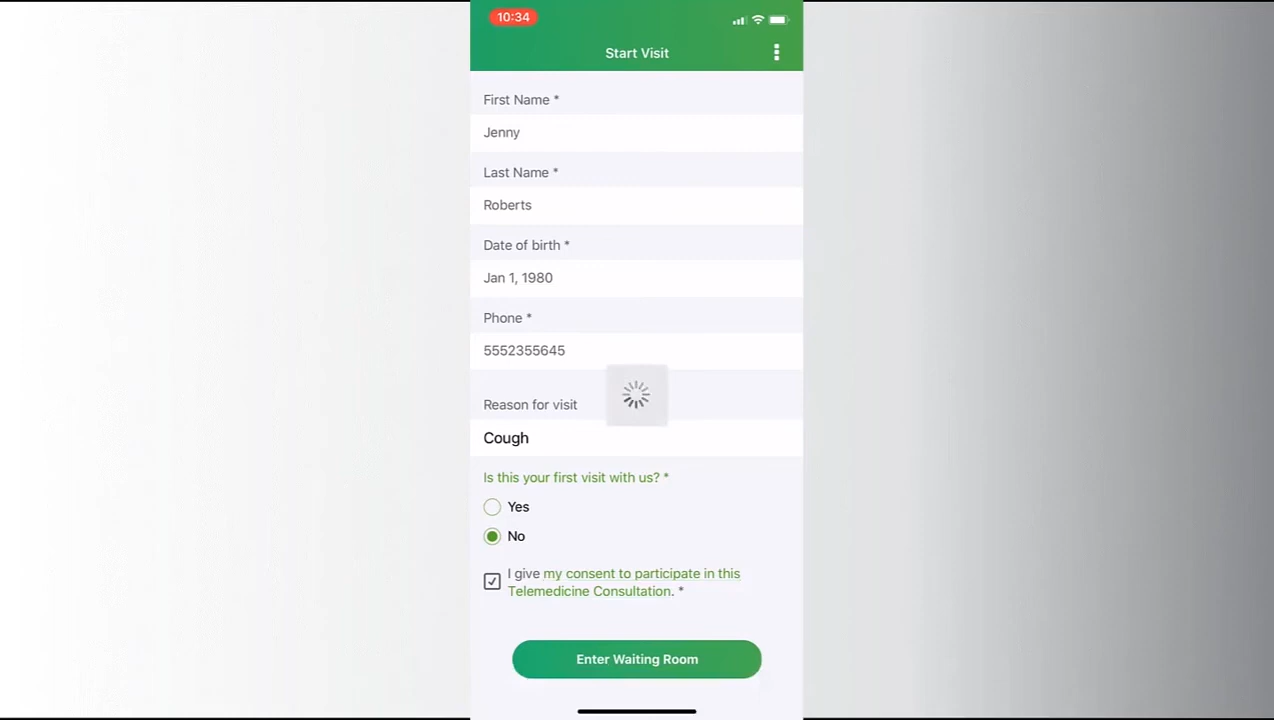 10:34
Start Visit
First Name *
Jenny
Last Name *
Roberts
Date of birth *
Jan 1, 1980
Phone *
5552355645
Reason for visit
Cough
Is this your first visit with us? *
Yes
No
I give my consent to participate in this
Telemedicine Consultation. *
Enter Waiting Room